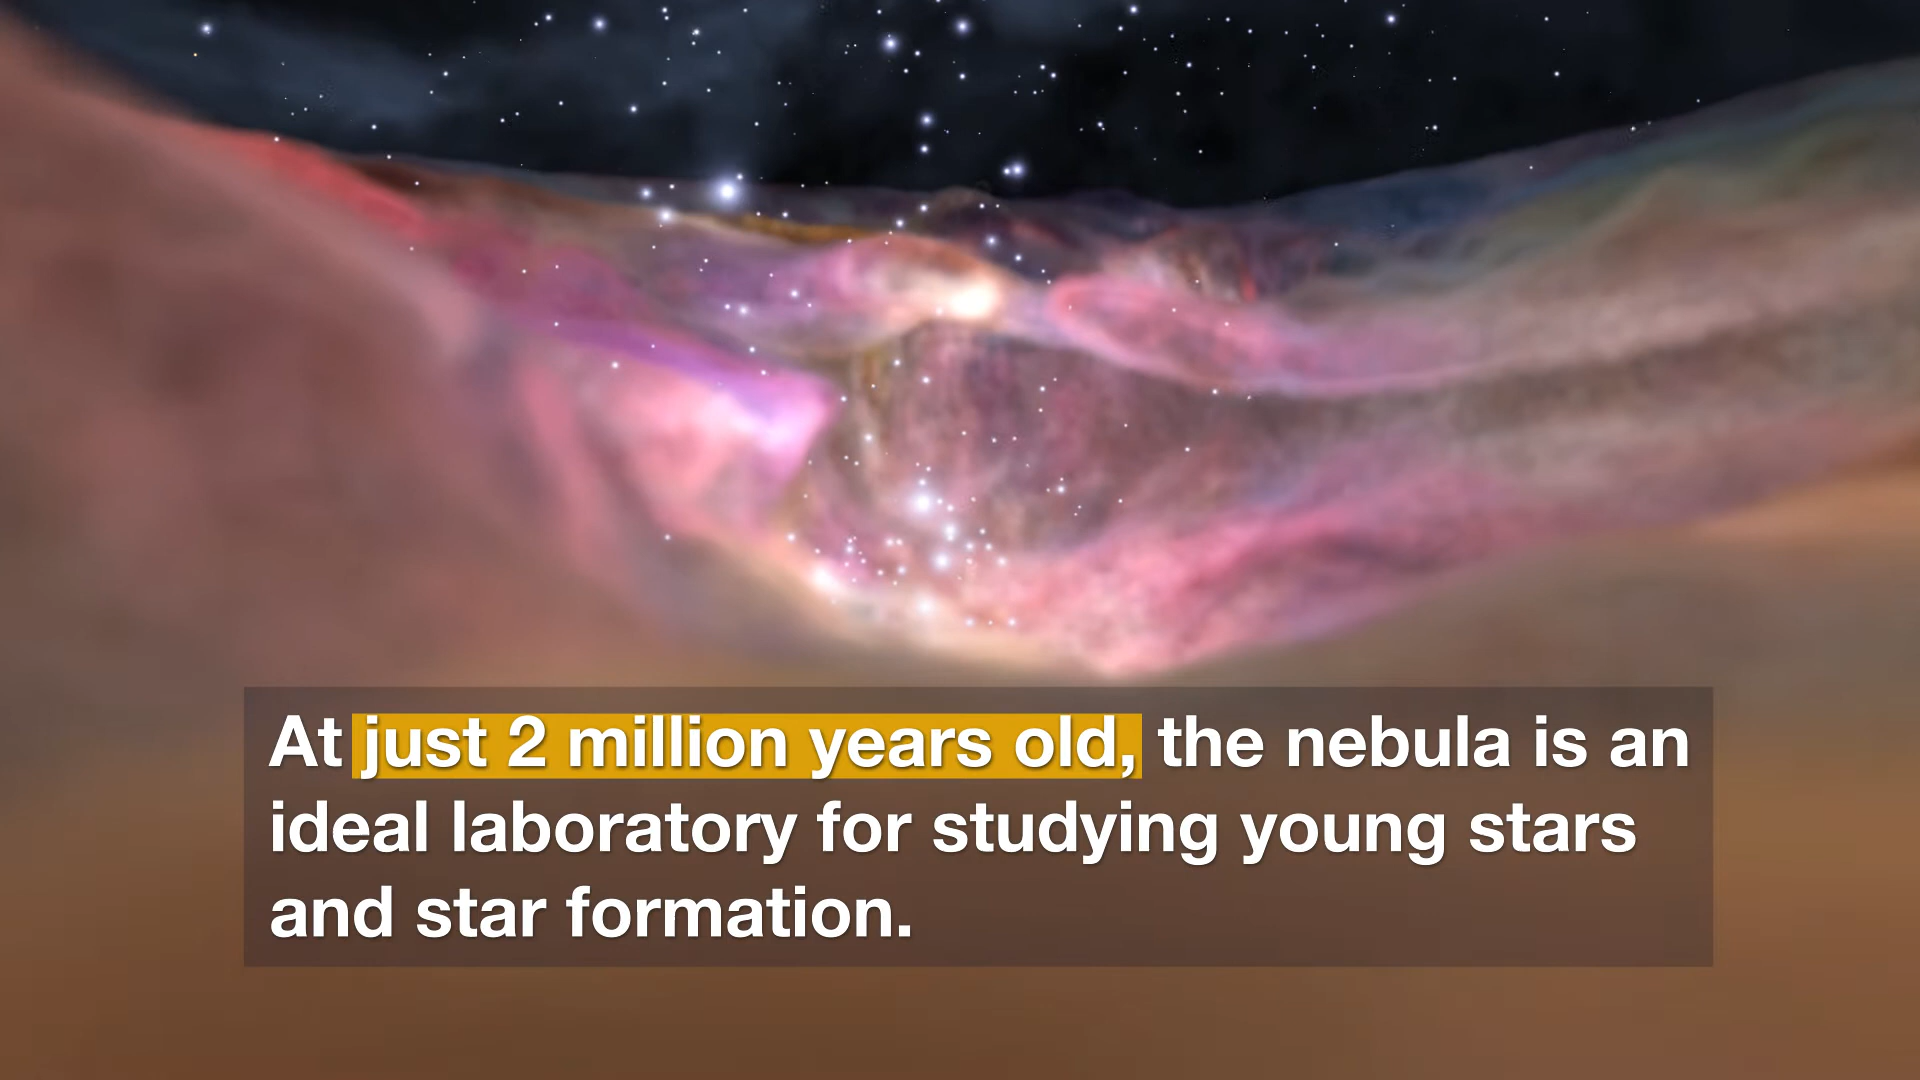 At just 2 million years old, the nebula is an
ideal laboratory for studying young stars
and star formation.